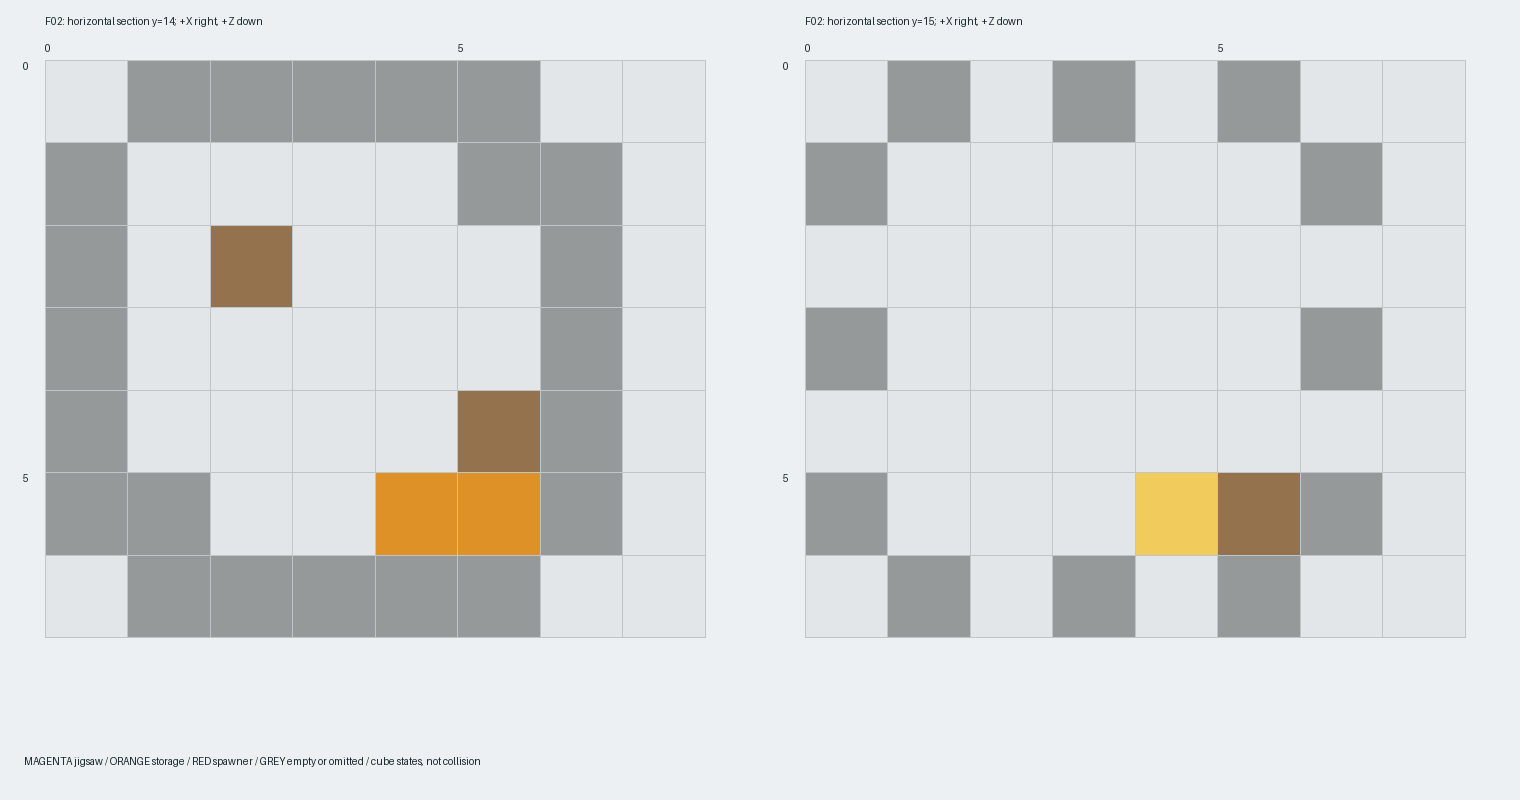 F02: horizontal section y=14; +X right, +Z down
F02: horizontal section y=15; +X right, +Z down
0 5
0 5
0
0
5
5
MAGENTA jigsaw / ORANGE storage / RED spawner / GREY empty or omitted / cube states, not collision